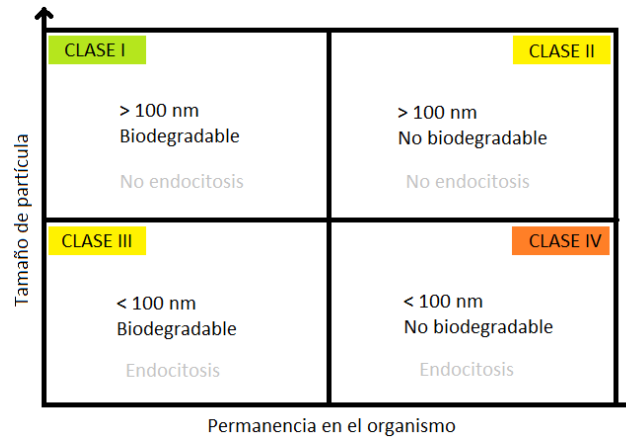 CLASE I
> 100 nm
Biodegradable
No endocitosis
CLASE II
> 100 nm
No biodegradable
No endocitosis
CLASE III
< 100 nm
Biodegradable
Endocitosis
CLASE IV
< 100 nm
No biodegradable
Endocitosis
Tamaño de partícula
Permanencia en el organismo